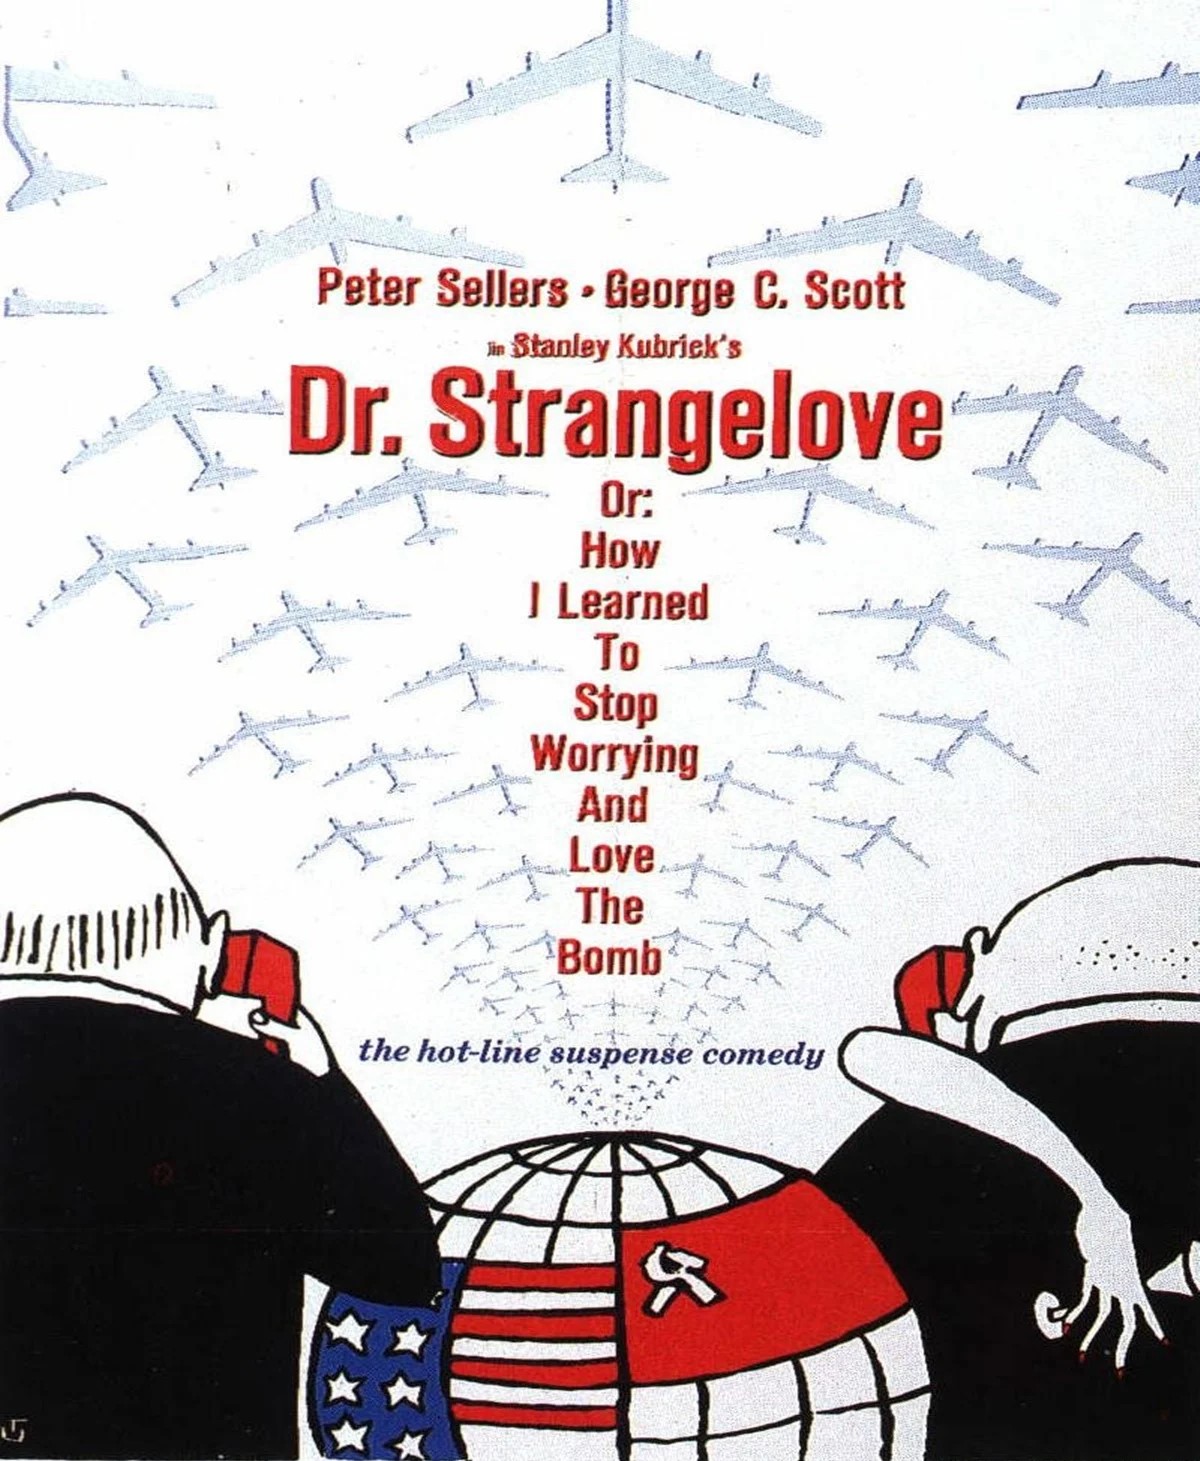 Peter Sellers · George C. Scott
in Stanley Kubrick's
Dr. Strangelove
Or:
How
I Learned
To
Stop
Worrying
And
Love
The
Bomb
the hot-line suspense comedy